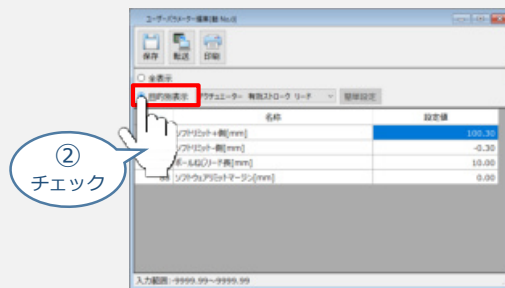 ユーザパラメーター編集[軸 No.0]
保存
転送
印刷
全表示
目的別表示 アクチュエーター 有効ストローク リード 簡単設定
名称 設定値
ソフトリミット+側[mm] 100.30
ソフトリミット-側[mm] -0.30
ボールねじリード長[mm] 10.00
ソフトウェアリミットマージン[mm] 0.00
②
チェック
入力範囲:-9999.99~9999.99